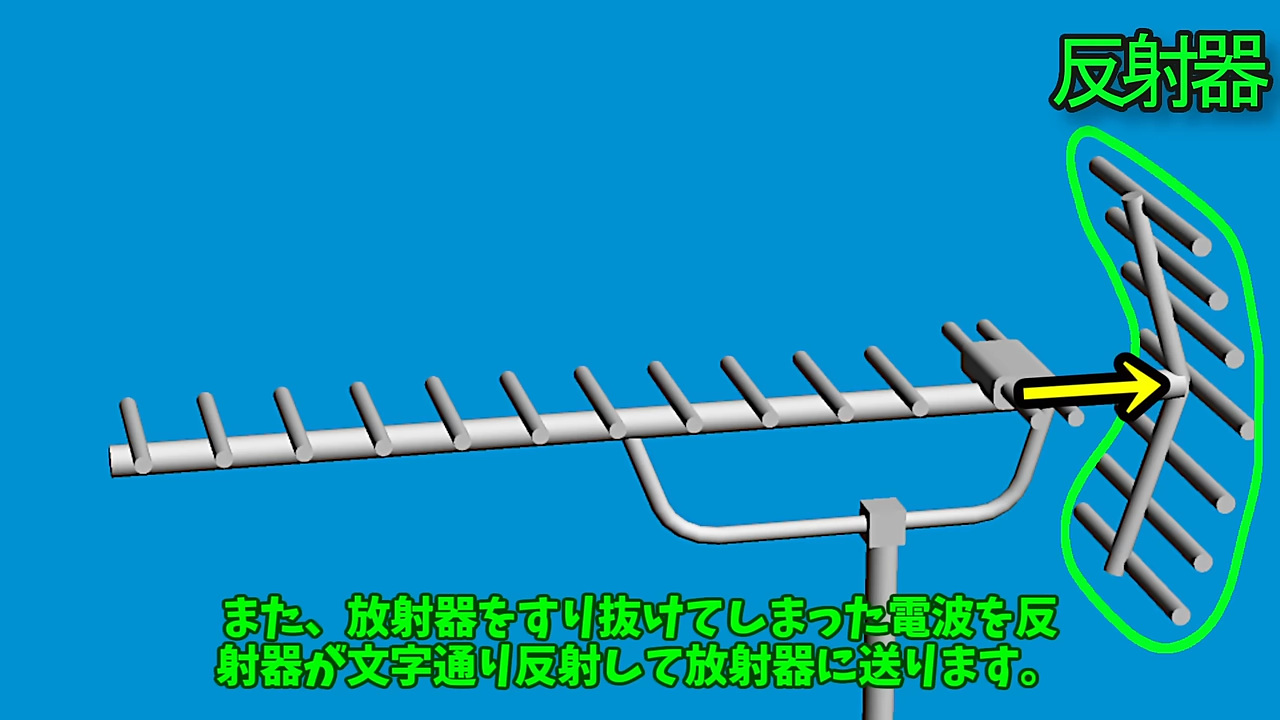 反射器
また、放射器をすり抜けてしまった電波を反
射器が文字通り反射して放射器に送ります。